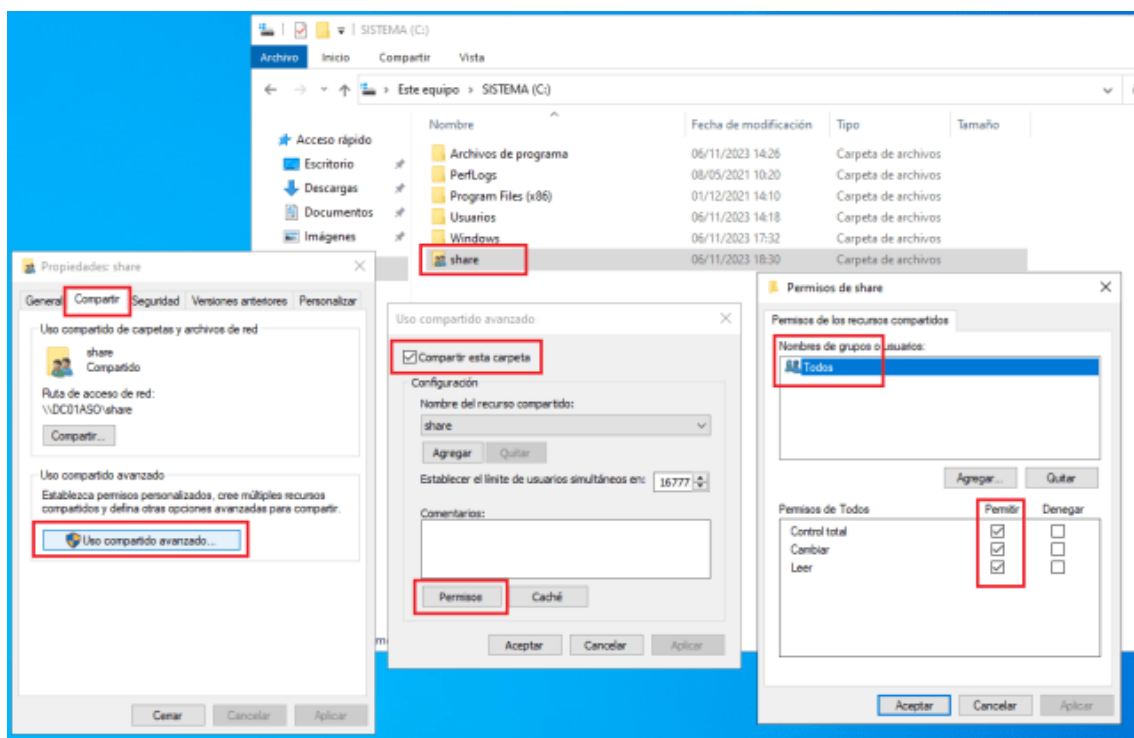 SISTEMA (C:)
Archivo Inicio Compartir Vista
Este equipo > SISTEMA (C:)
Nombre Fecha de modificación Tipo Tamaño
Acceso rápido
Escritorio
Descargas
Documentos
Imágenes
Archivos de programa 06/11/2023 14:26 Carpeta de archivos
PerfLogs 08/05/2021 10:20 Carpeta de archivos
Program Files (x86) 01/12/2021 14:10 Carpeta de archivos
Usuarios 06/11/2023 14:18 Carpeta de archivos
Windows 06/11/2023 17:32 Carpeta de archivos
share 06/11/2023 18:30 Carpeta de archivos
Propiedades: share
General Compartir Seguridad Versiones anteriores Personalizar
Uso compartido de carpetas y archivos de red
share
Compartido
Ruta de acceso de red:
\\DC01ASO\share
Compartir...
Uso compartido avanzado
Establezca permisos personalizados, cree múltiples recursos
compartidos y defina otras opciones avanzadas para compartir.
Uso compartido avanzado...
Cerrar Cancelar Aplicar
Uso compartido avanzado
Compartir esta carpeta
Configuración
Nombre del recurso compartido:
share
Agregar Quitar
Establecer el límite de usuarios simultáneos en: 16777
Comentarios:
Permisos Caché
Aceptar Cancelar Aplicar
Permisos de share
Permisos de los recursos compartidos
Nombres de grupos o usuarios:
Todos
Agregar... Quitar
Permisos de Todos Permitir Denegar
Control total
Cambiar
Leer
Aceptar Cancelar Aplicar